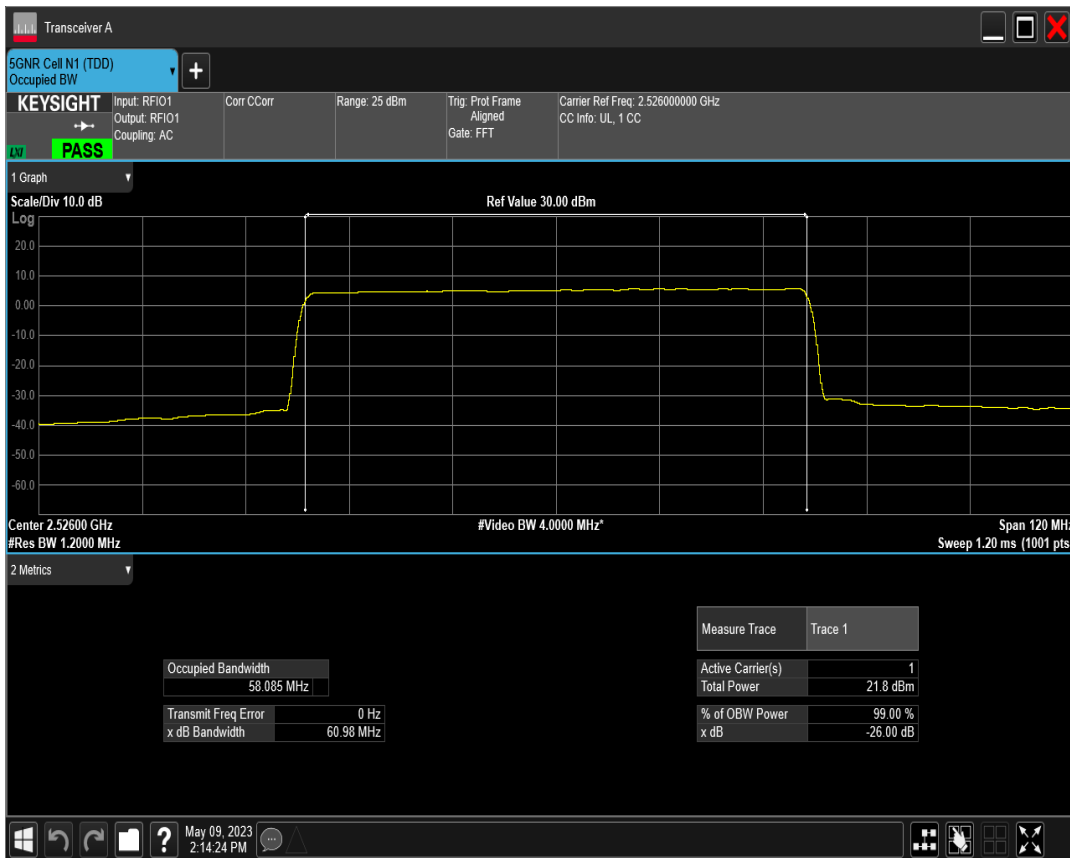 Transceiver A
5GNR Cell N1 (TDD)
Occupied BW
+
KEYSIGHT
LXI
PASS
Input: RFIO1
Output: RFIO1
Coupling: AC
Corr CCorr
Range: 25 dBm
Trig: Prot Frame
Aligned
Gate: FFT
Carrier Ref Freq: 2.526000000 GHz
CC Info: UL, 1 CC
1 Graph
Scale/Div 10.0 dB
Ref Value 30.00 dBm
Log
20.0
10.0
0.00
-10.0
-20.0
-30.0
-40.0
-50.0
-60.0
Center 2.52600 GHz
#Video BW 4.0000 MHz*
Span 120 MHz
#Res BW 1.2000 MHz
Sweep 1.20 ms (1001 pts
2 Metrics
Measure Trace Trace 1
Occupied Bandwidth
58.085 MHz
Transmit Freq Error 0 Hz
x dB Bandwidth 60.98 MHz
Active Carrier(s) 1
Total Power 21.8 dBm
% of OBW Power 99.00 %
x dB -26.00 dB
?
May 09, 2023
2:14:24 PM